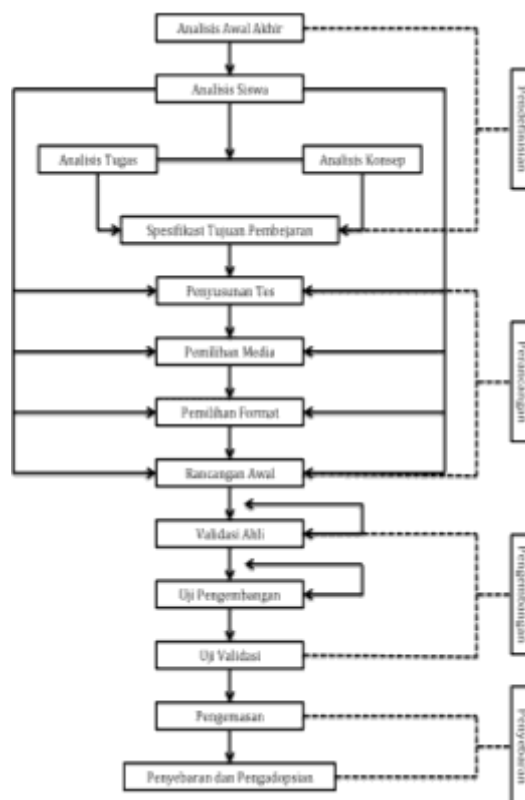 Analisis Awal Akhir
Analisis Siswa
Analisis Tugas
Analisis Konsep
Spesifikast Tujuan Pembejaran
Penyusunan Tes
Pemilihan Media
Pemilihan Format
Rancangan Awal
Validasi Ahli
Uji Pengembangan
Uji Validasi
Pengemasan
Penyebaran dan Pengadopsian
Pendefinisian
Perancangan
Pengembangan
Penyebaran